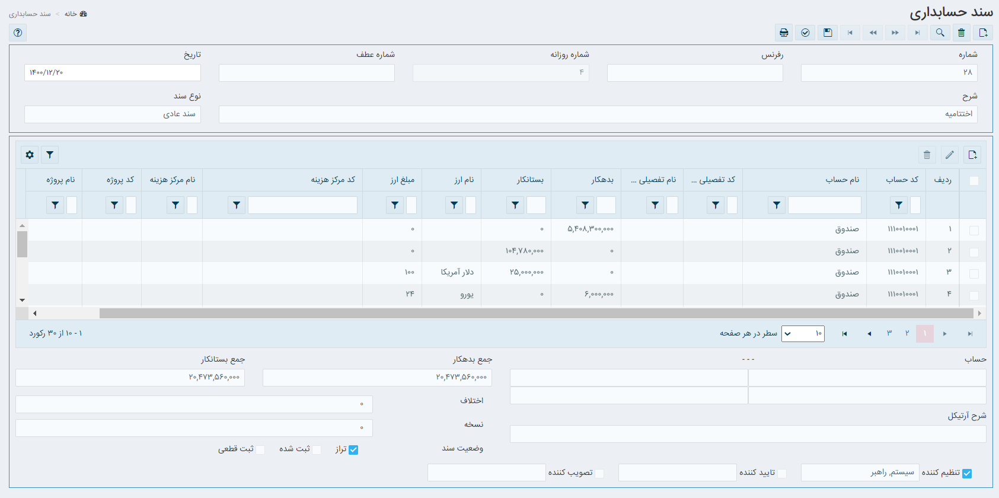 سند حسابداری
خانه > سند حسابداری
شماره
رفرنس
شماره روزانه
شماره عطف
تاریخ
۲۸
۴
۱۴۰۰/۱۲/۲۰
شرح
نوع سند
اختتامیه
سند عادی
ردیف کد حساب نام حساب کد تفصیلی ... نام تفصیلی ... بدهکار بستانکار نام ارز مبلغ ارز کد مرکز هزینه نام مرکز هزینه کد پروژه نام پروژه
۱ ۱۱۱۰۰۱۰۰۰۱ صندوق ۵,۴۰۸,۳۰۰,۰۰۰ ۰ ۰
۲ ۱۱۱۰۰۱۰۰۰۱ صندوق ۰ ۱۰۴,۷۸۰,۰۰۰ ۰
۳ ۱۱۱۰۰۱۰۰۰۱ صندوق ۰ ۲۵,۰۰۰,۰۰۰ دلار آمریکا ۱۰۰
۴ ۱۱۱۰۰۱۰۰۰۱ صندوق ۶,۰۰۰,۰۰۰ ۰ یورو ۲۴
۱ ۲ ۳ ۱۰ سطر در هر صفحه
۱ - ۱۰ از ۳۰ رکورد
حساب
- - -
جمع بدهکار
جمع بستانکار
۲۰,۴۷۳,۵۶۰,۰۰۰
۲۰,۴۷۳,۵۶۰,۰۰۰
اختلاف
۰
شرح آرتیکل
نسخه
۰
وضعیت سند
تراز
ثبت شده
ثبت قطعی
تنظیم کننده
سیستم, راهبر
تایید کننده
تصویب کننده